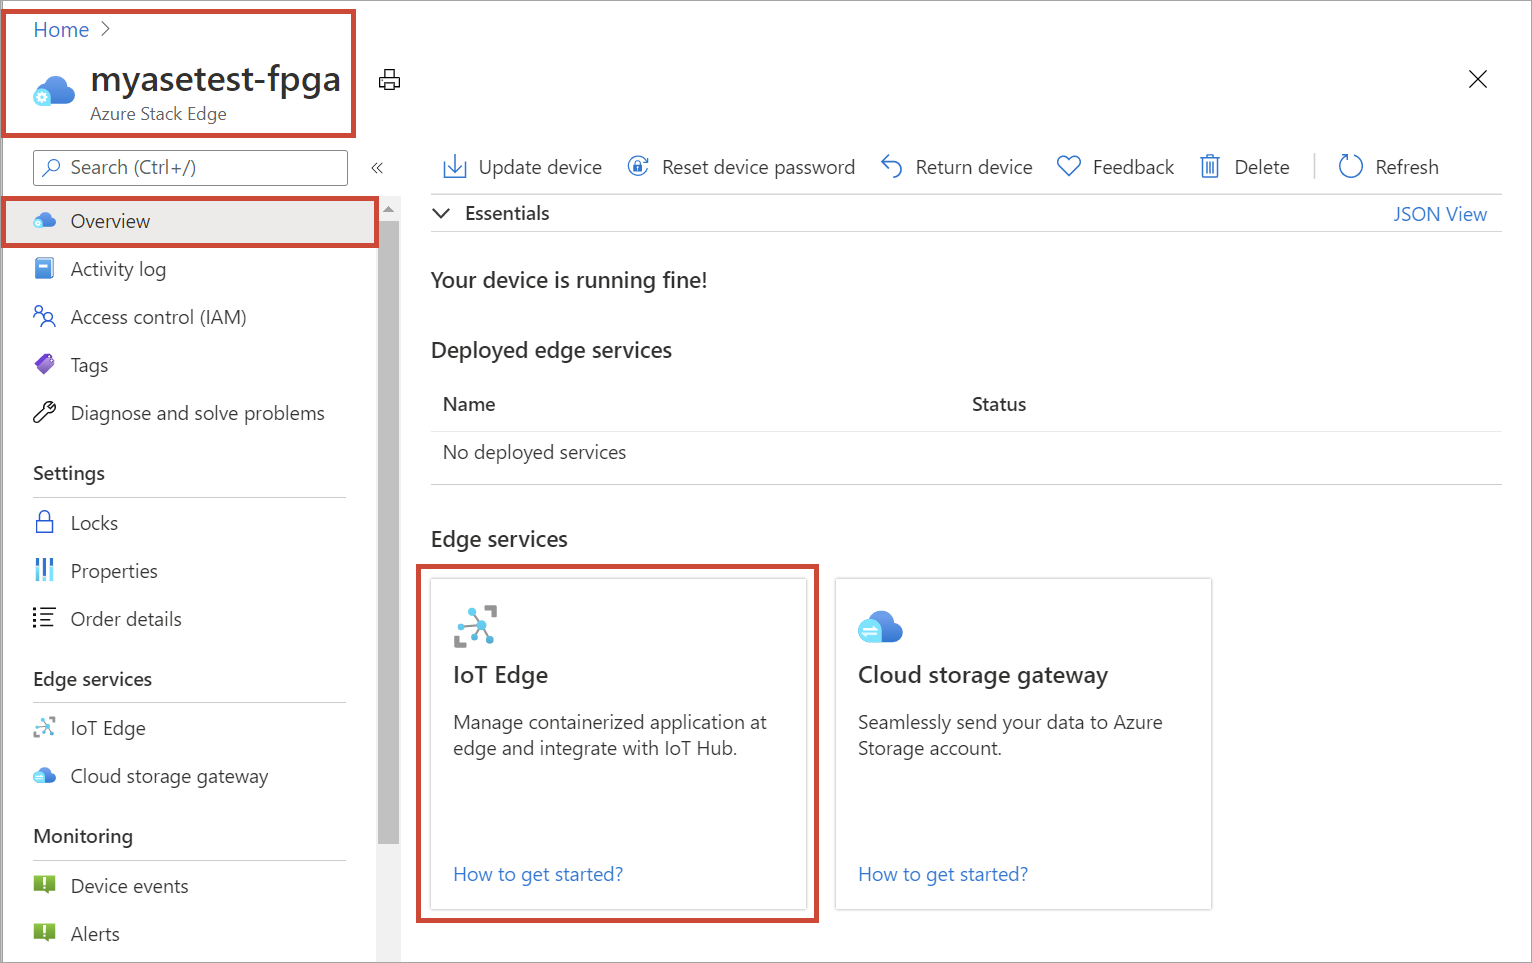 Home
myasetest-fpga
Azure Stack Edge
Search (Ctrl+/)
Overview
Activity log
Access control (IAM)
Tags
Diagnose and solve problems
Settings
Locks
Properties
Order details
Edge services
IoT Edge
Cloud storage gateway
Monitoring
Device events
Alerts
Update device Reset device password Return device Feedback Delete Refresh
Essentials JSON View
Your device is running fine!
Deployed edge services
Name Status
No deployed services
Edge services
IoT Edge
Manage containerized application at
edge and integrate with IoT Hub.
How to get started?
Cloud storage gateway
Seamlessly send your data to Azure
Storage account.
How to get started?